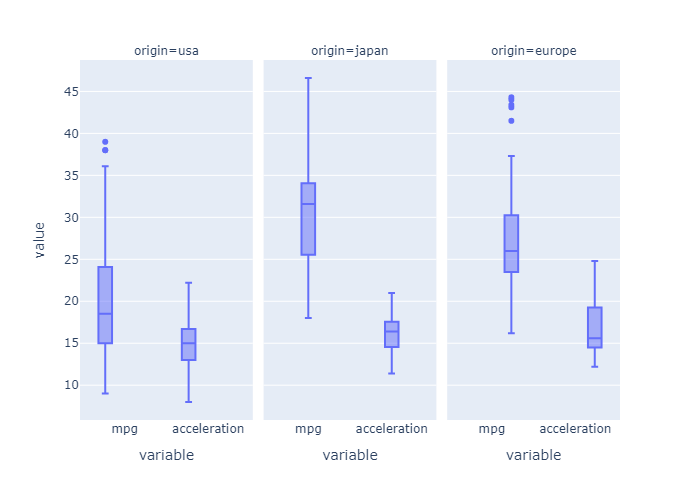 origin=usa
origin=japan
origin=europe
value
45
40
35
30
25
20
15
10
mpg acceleration
mpg acceleration
mpg acceleration
variable
variable
variable